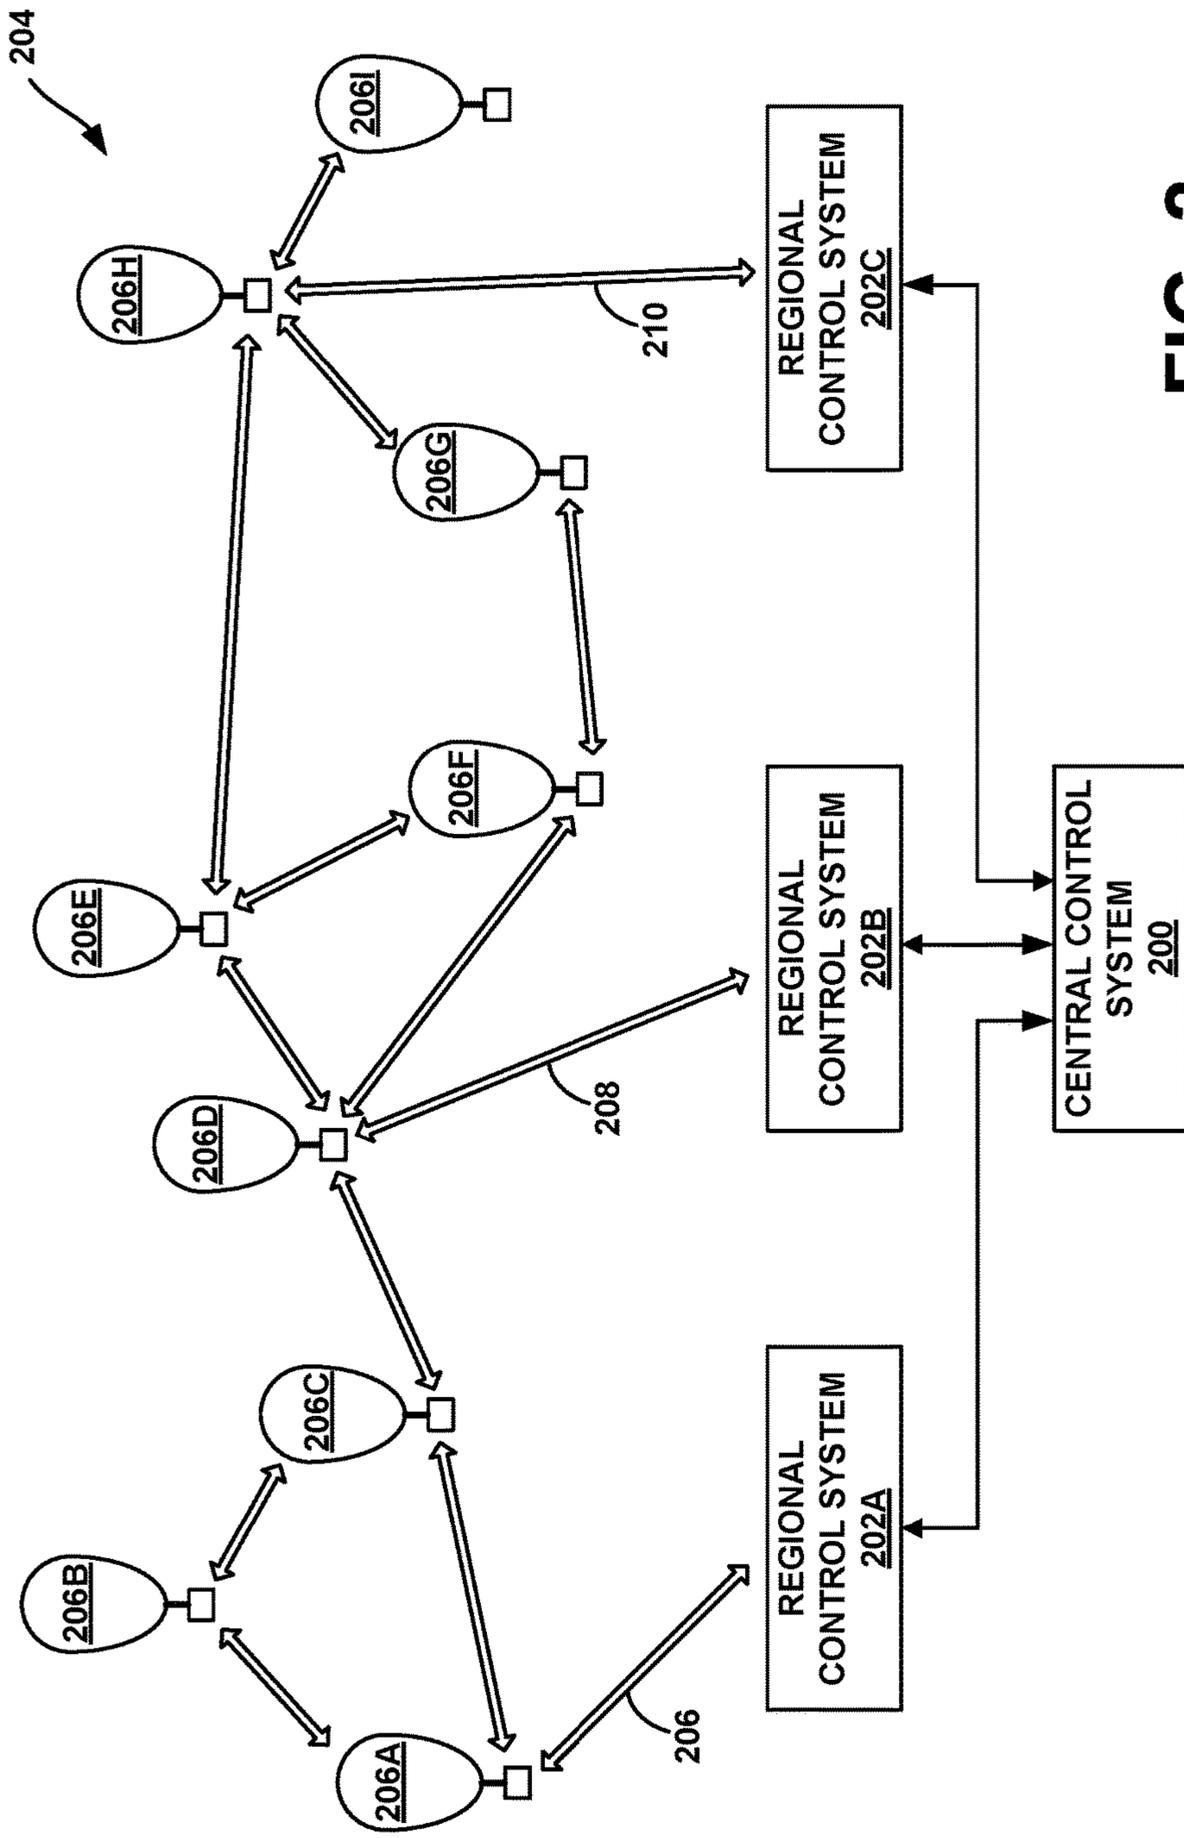 204
206B
206E
206H
206D
206C
206I
206A
206F
206G
206
208
210
REGIONAL
CONTROL SYSTEM
202A
REGIONAL
CONTROL SYSTEM
202B
REGIONAL
CONTROL SYSTEM
202C
CENTRAL CONTROL
SYSTEM
200